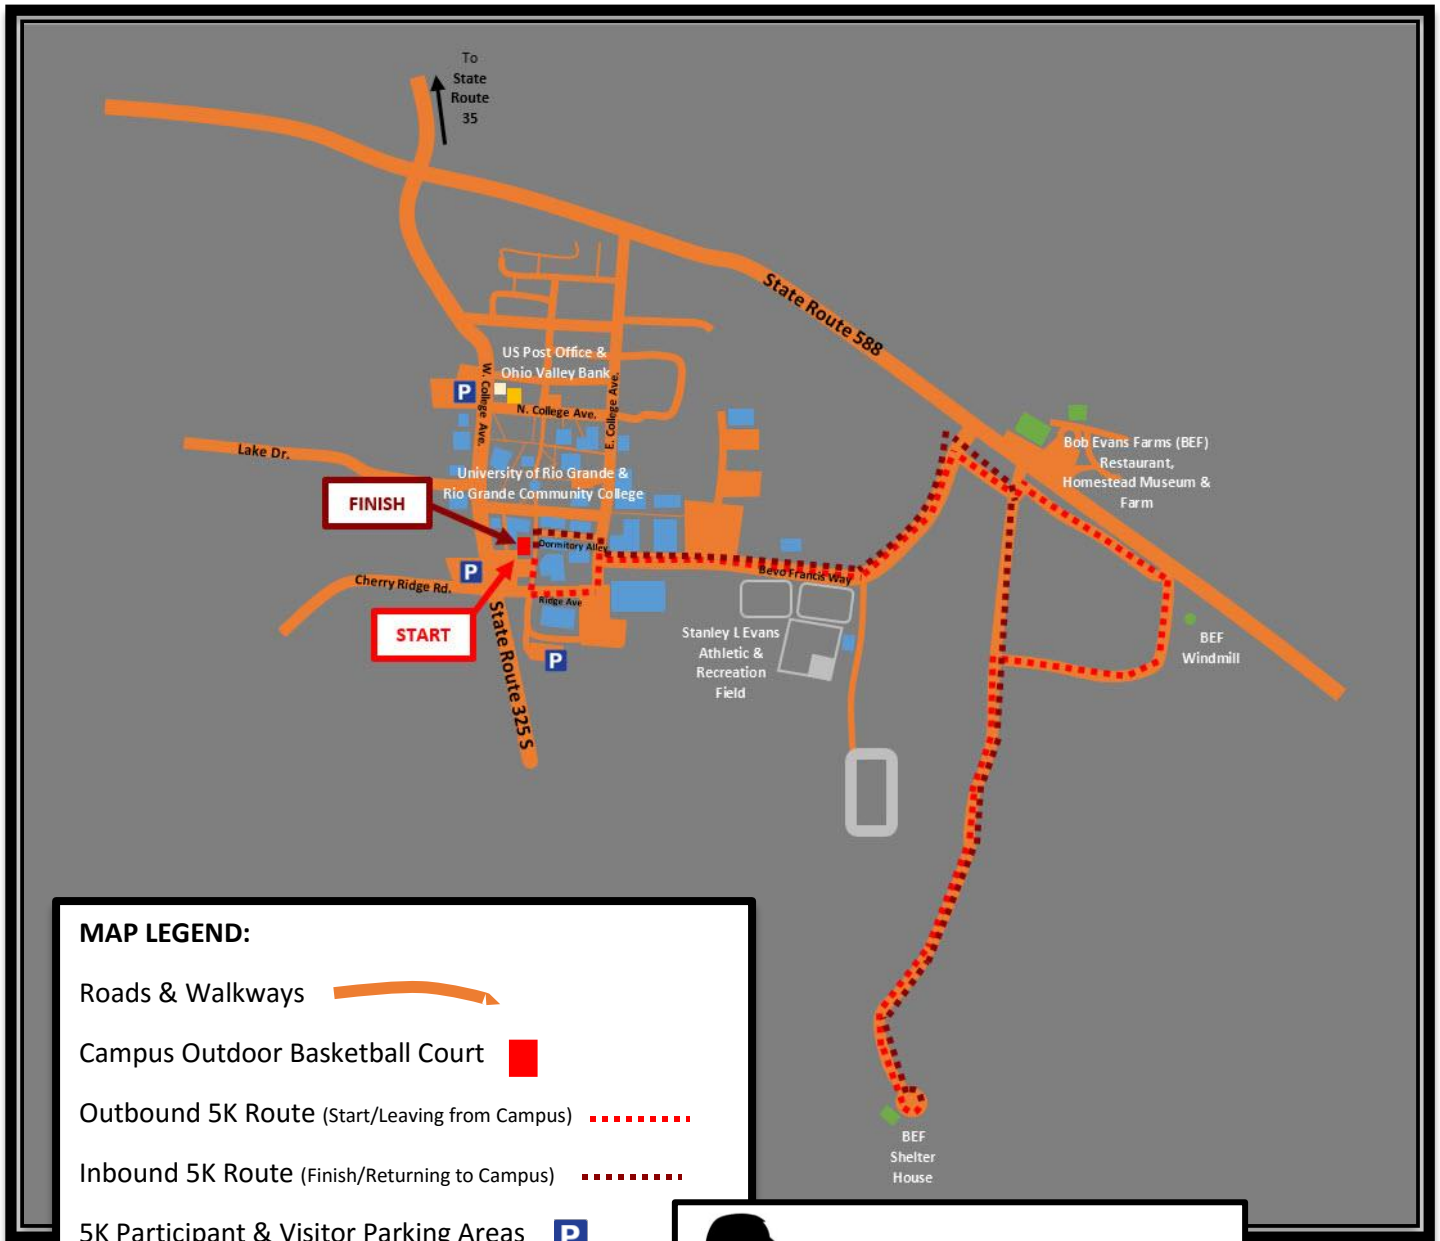 To
State
Route
35
State Route 588
US Post Office &
Ohio Valley Bank
W. College Ave.
P
N. College Ave.
E. College Ave.
Bob Evans Farms (BEF)
Restaurant,
Homestead Museum &
Farm
Lake Dr.
University of Rio Grande &
Rio Grande Community College
FINISH
Dormitory Alley
P
Bevo Francis Way
Cherry Ridge Rd.
Ridge Ave
START
State Route 325 S
P
Stanley L Evans
Athletic &
Recreation
Field
BEF
Windmill
MAP LEGEND:
Roads & Walkways
Campus Outdoor Basketball Court
Outbound 5K Route (Start/Leaving from Campus)
Inbound 5K Route (Finish/Returning to Campus)
5K Participant & Visitor Parking Areas P
BEF
Shelter
House